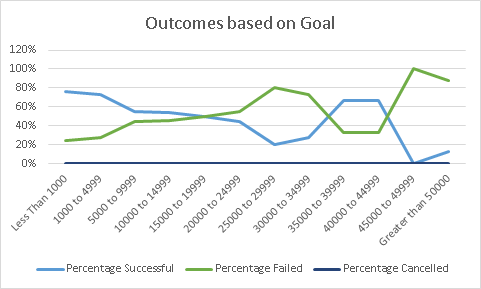 Outcomes based on Goal
120%
100%
80%
60%
40%
20%
0%
Less Than 1000
1000 to 4999
5000 to 9999
10000 to 14999
15000 to 19999
20000 to 24999
25000 to 29999
30000 to 34999
35000 to 39999
40000 to 44999
45000 to 49999
Greater than 50000
Percentage Successful
Percentage Failed
Percentage Cancelled